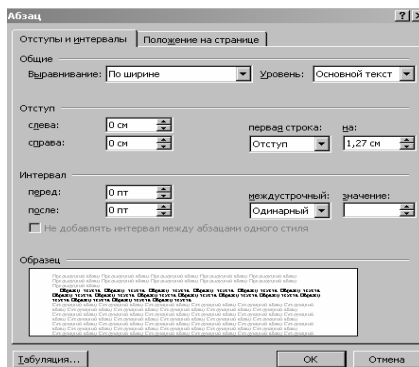 Абзац
Отступы и интервалы Положение на странице
Общие
Выравнивание: По ширине Уровень: Основной текст
Отступ
слева: 0 см первая строка: на:
справа: 0 см Отступ 1,27 см
Интервал
перед: 0 пт междустрочный: значение:
после: 0 пт Одинарный
Не добавлять интервал между абзацами одного стиля
Образец
Табуляция... ОК Отмена